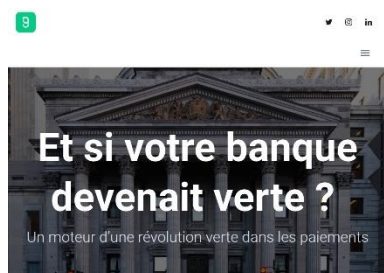 Et si votre banque
devenait verte ?
Un moteur d'une révolution verte dans les paiements